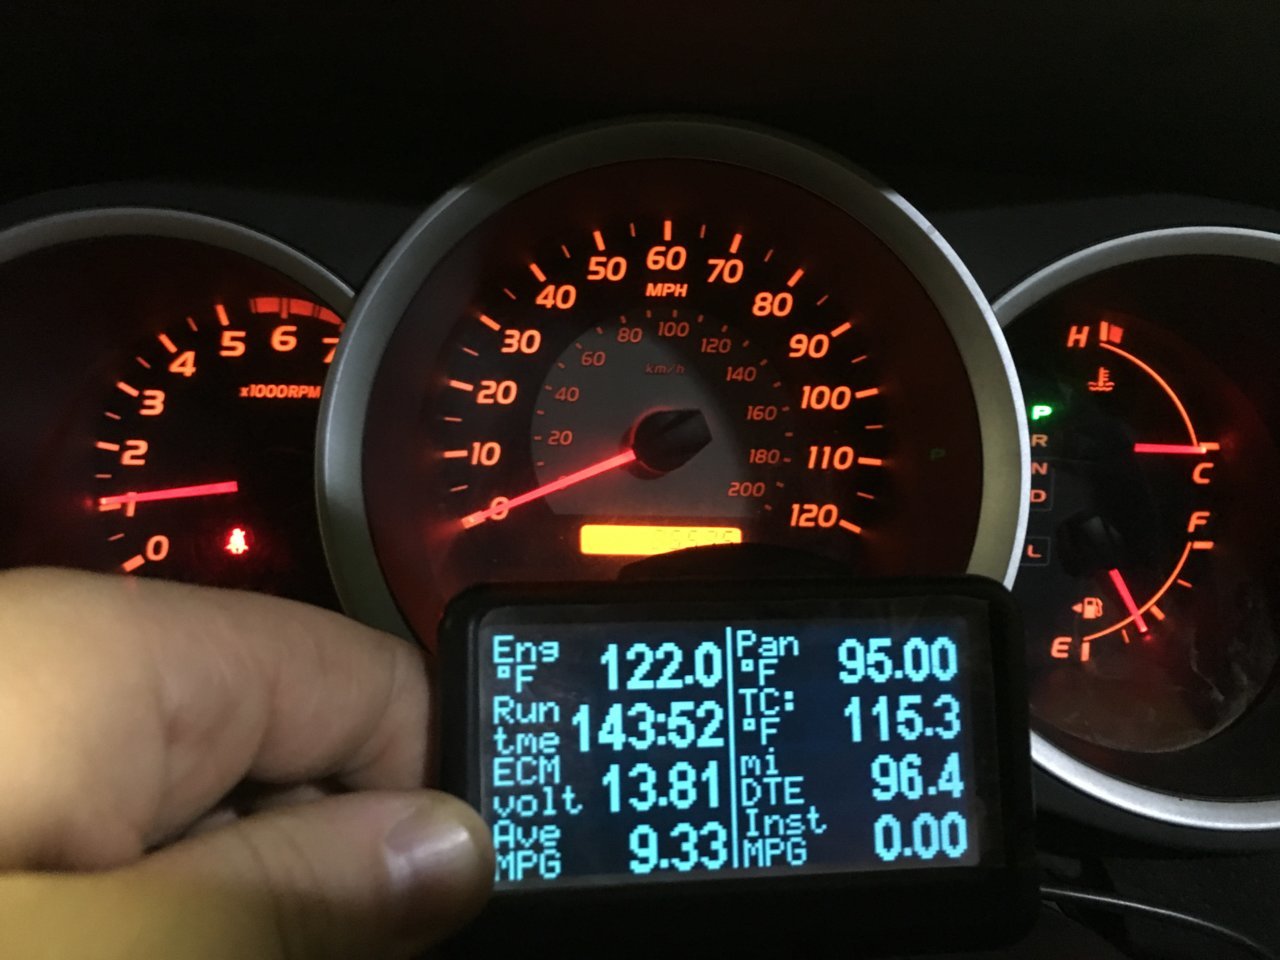 0
1
2
3
4
5
6
7
x1000RPM
0
10
20
30
40
50
60
70
80
90
100
110
120
MPH
20
40
60
80
100
120
140
160
180
200
km/h
P
R
N
D
L
H
C
F
E
Eng °F 122.0
Run tme 143:52
ECM volt 13.81
Ave MPG 9.33
Pan °F 95.00
TC: °F 115.3
mi DTE 96.4
Inst MPG 0.00